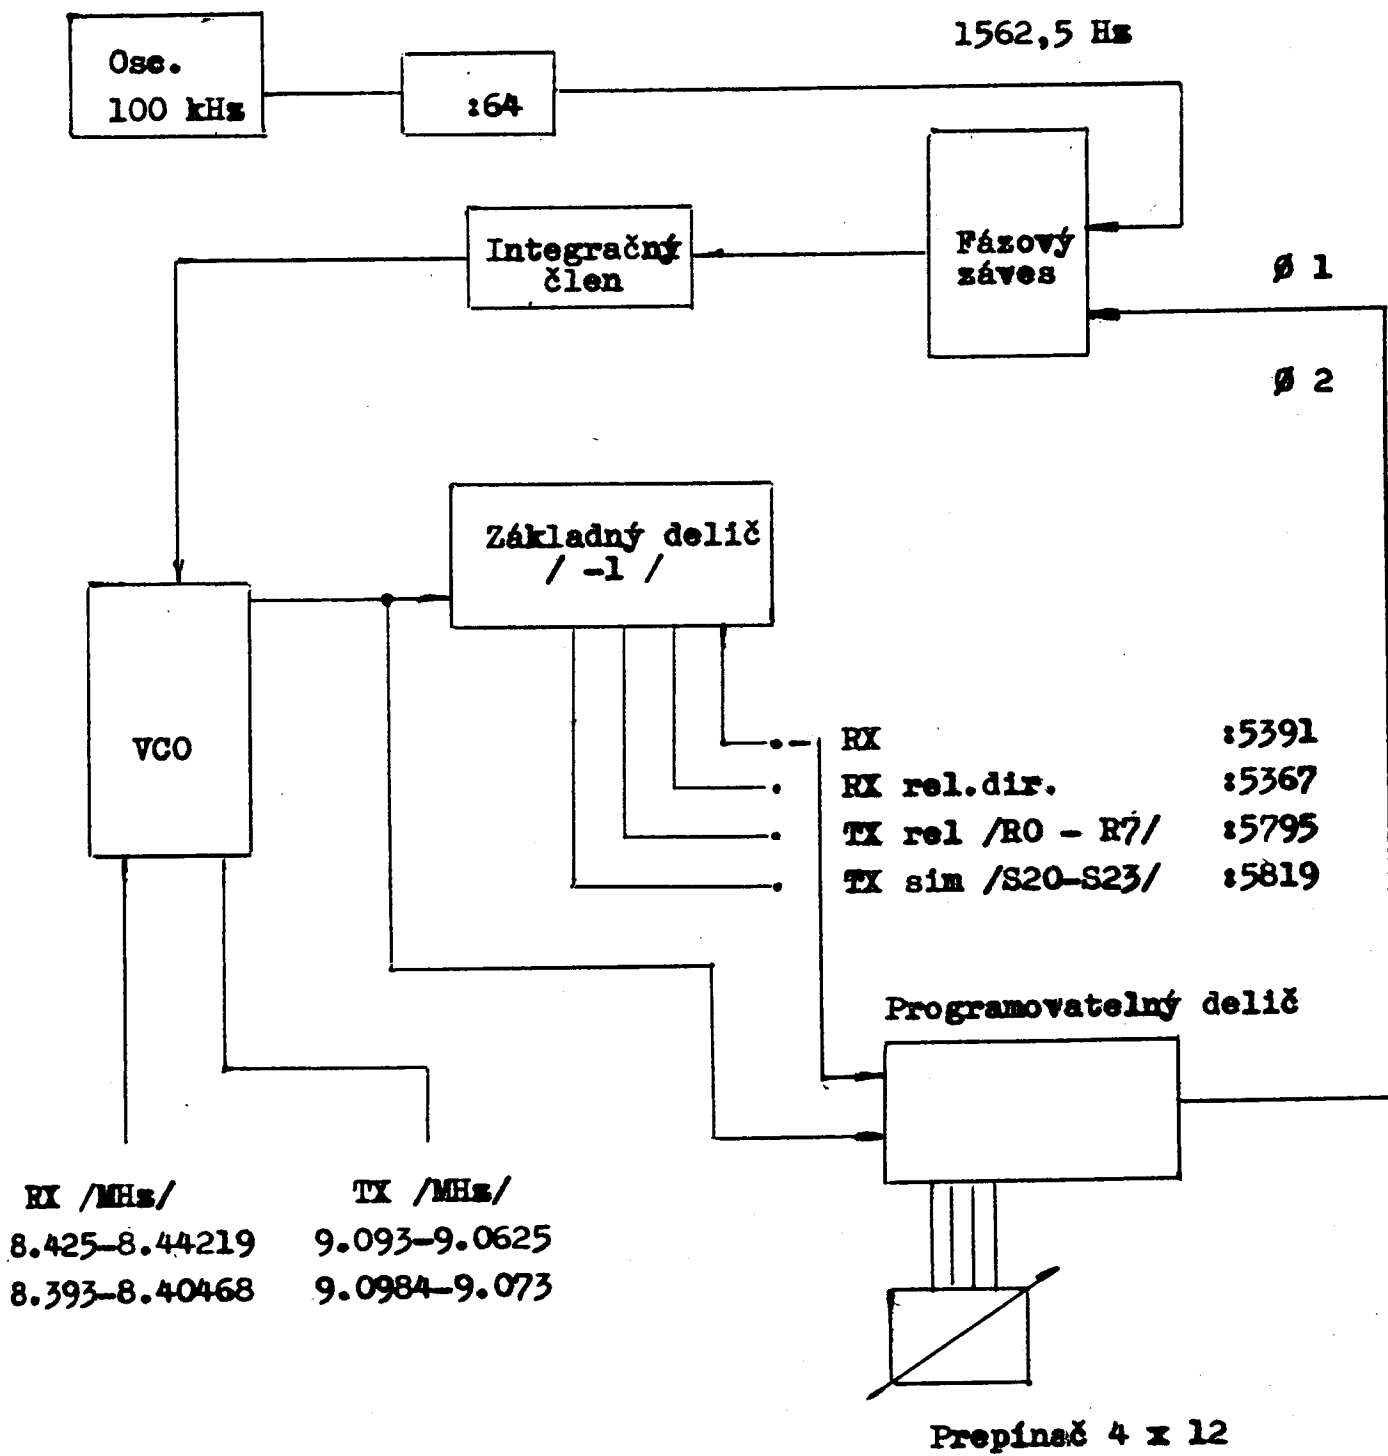 1562,5 Hz
Osc.
100 kHz
:64
Integračný
člen
Fázový
záves
Ø 1
Ø 2
Základný delič
/ -1 /
VCO
RX :5391
RX rel.dir. :5367
TX rel /R0 - R7/ :5795
TX sim /S20-S23/ :5819
Programovatelný delič
RX /MHz/ TX /MHz/
8.425-8.44219 9.093-9.0625
8.393-8.40468 9.0984-9.073
Prepínač 4 x 12